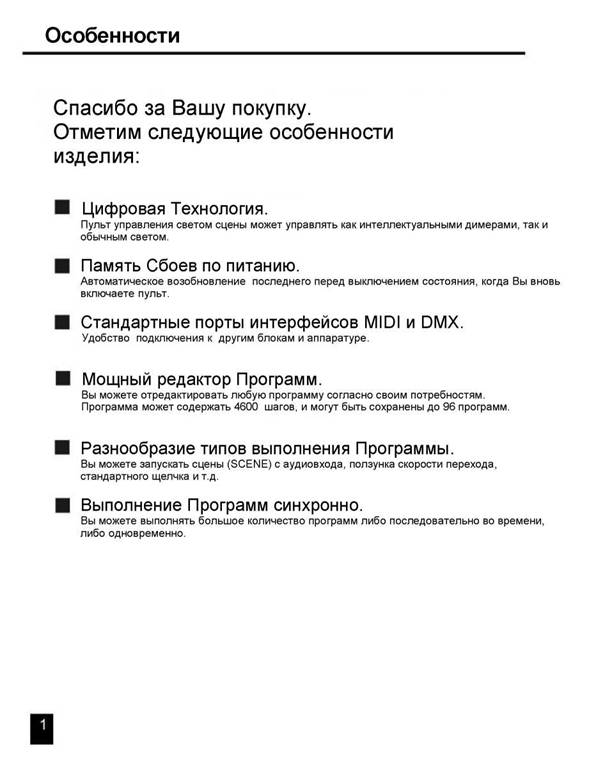 Особенности
Спасибо за Вашу покупку.
Отметим следующие особенности
изделия:
Цифровая Технология.
Пульт управления светом сцены может управлять как интеллектуальными димерами, так и
обычным светом.
Память Сбоев по питанию.
Автоматическое возобновление последнего перед выключением состояния, когда Вы вновь
включаете пульт.
Стандартные порты интерфейсов MIDI и DMX.
Удобство подключения к другим блокам и аппаратуре.
Мощный редактор Программ.
Вы можете отредактировать любую программу согласно своим потребностям.
Программа может содержать 4600 шагов, и могут быть сохранены до 96 программ.
Разнообразие типов выполнения Программы.
Вы можете запускать сцены (SCENE) с аудиовхода, ползунка скорости перехода,
стандартного щелчка и т.д.
Выполнение Программ синхронно.
Вы можете выполнять большое количество программ либо последовательно во времени,
либо одновременно.
1